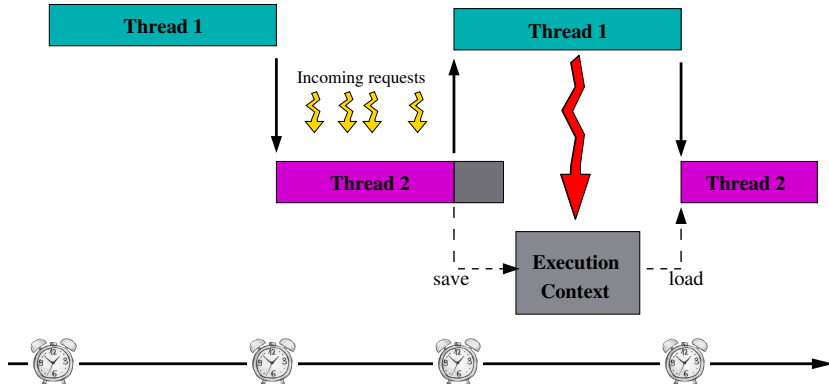 Thread 1
Thread 1
Incoming requests
Thread 2
Thread 2
Execution
Context
save
load